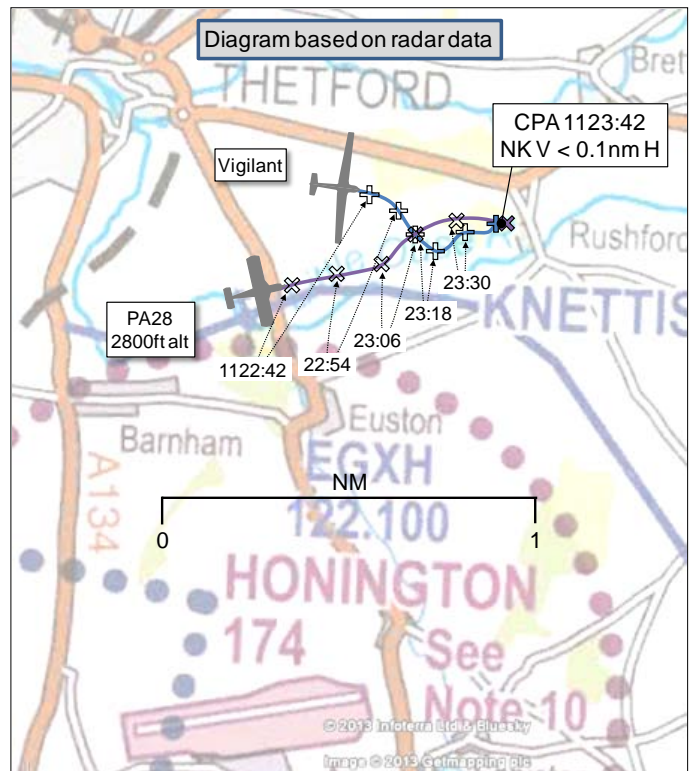 Diagram based on radar data
Bret
THETFORD
CPA 1123:42
NK V < 0.1nm H
Vigilant
Rushford
23:30
KNETTIS
23:18
PA28
2800ft alt
23:06
22:54
1122:42
Euston
Barnham
EGXH
A134
NM
122.100
0
1
HONINGTON
174
See
Note 10
© 2013 Infoterra Ltd & Bluesky
Image © 2013 Getmapping plc